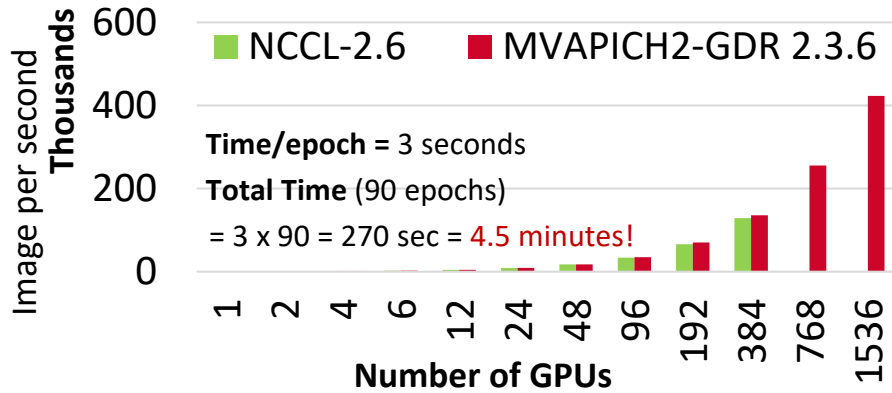 Image per second
Thousands
600
400
200
0
NCCL-2.6
MVAPICH2-GDR 2.3.6
Time/epoch = 3 seconds
Total Time (90 epochs)
= 3 x 90 = 270 sec = 4.5 minutes!
1
2
4
6
12
24
48
96
192
384
768
1536
Number of GPUs